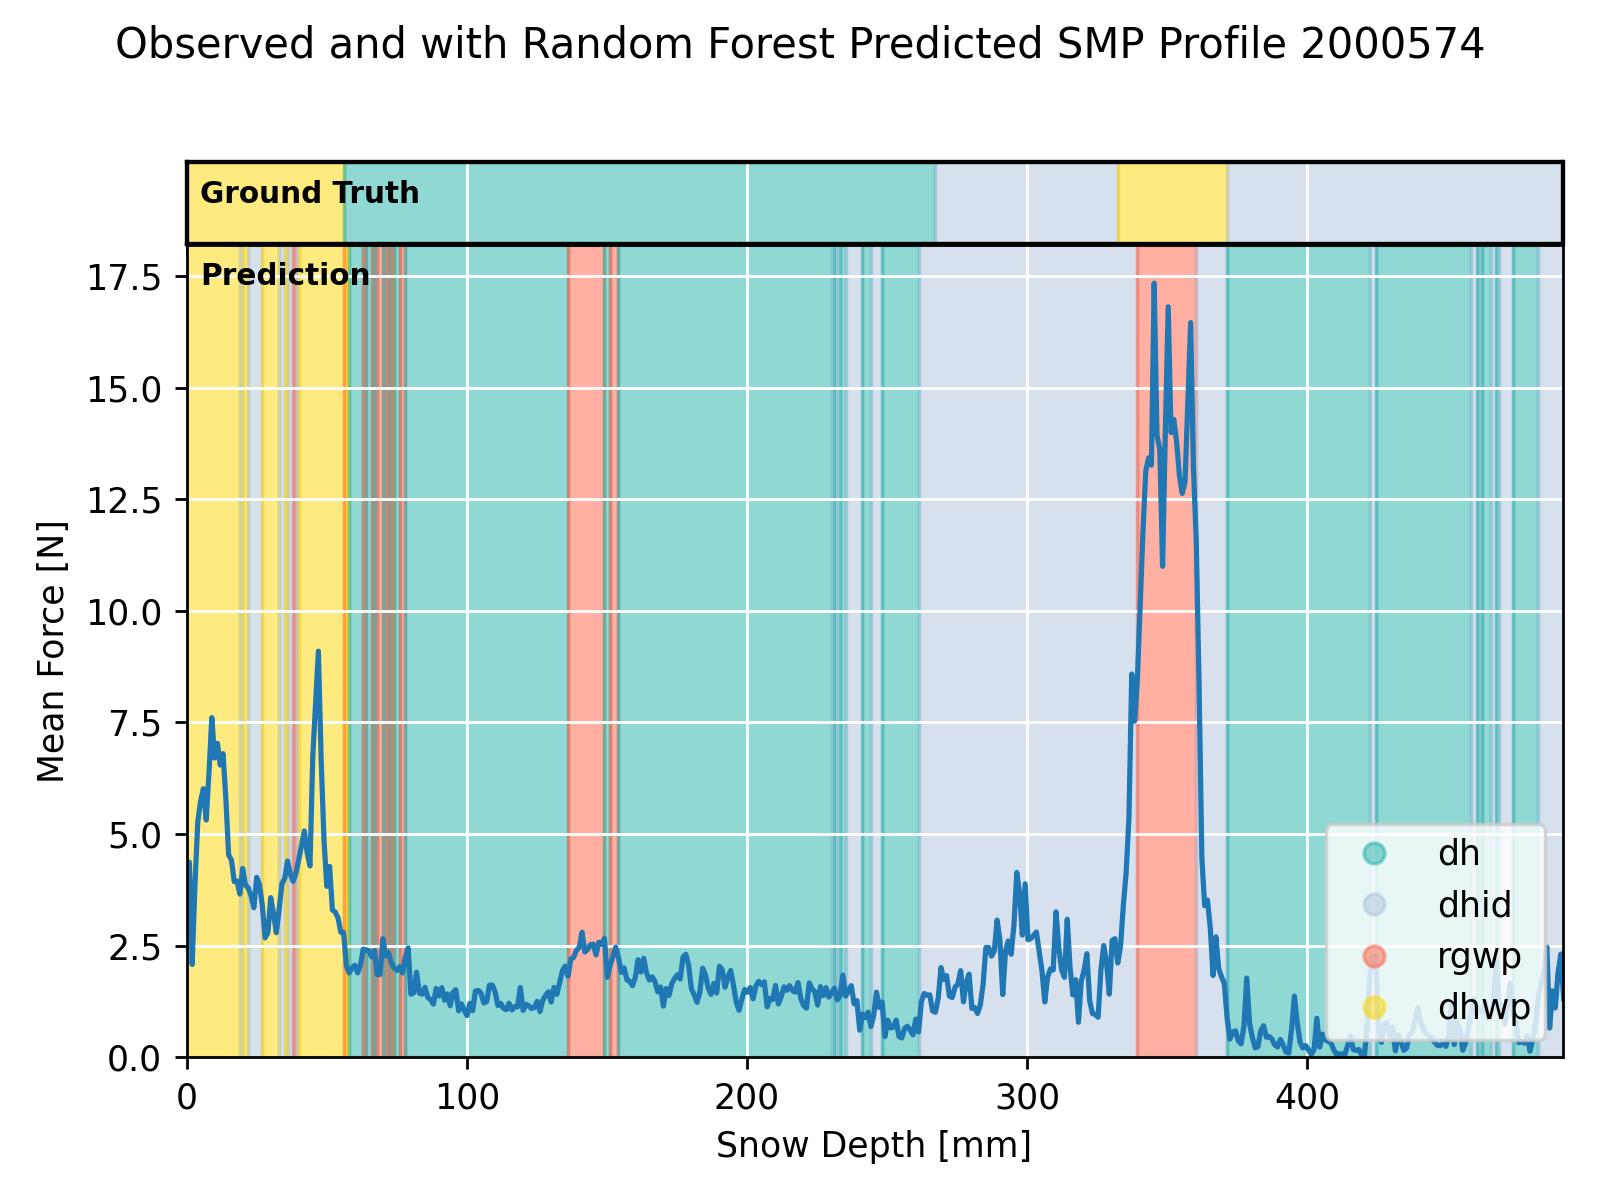 Observed and with Random Forest Predicted SMP Profile 2000574
Ground Truth
Prediction
17.5
15.0
12.5
10.0
7.5
5.0
2.5
0.0
Mean Force [N]
dh
dhid
rgwp
dhwp
0 100 200 300 400
Snow Depth [mm]